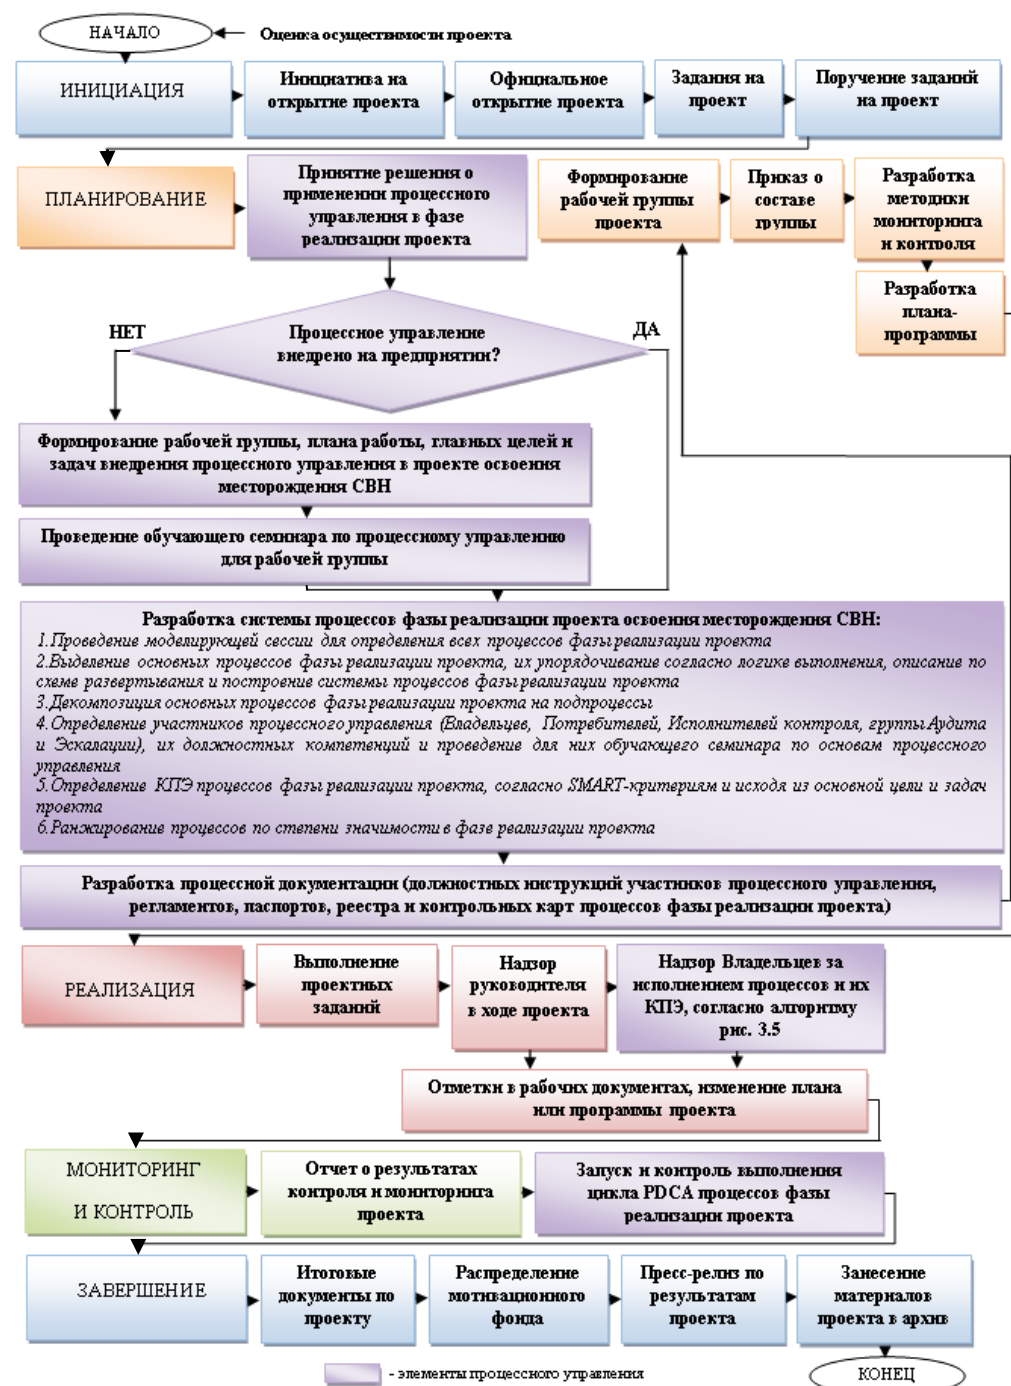 НАЧАЛО
Оценка осуществимости проекта
ИНИЦИАЦИЯ
Инициатива на
открытие проекта
Официальное
открытие проекта
Задания на
проект
Поручение заданий
на проект
ПЛАНИРОВАНИЕ
Принятие решения о
применении процессного
управления в фазе
реализации проекта
Формирование
рабочей группы
проекта
Приказ о
составе
группы
Разработка
методики
мониторинга
и контроля
Разработка
плана-
программы
НЕТ
Процессное управление
внедрено на предприятии?
ДА
Формирование рабочей группы, плана работы, главных целей и
задач внедрения процессного управления в проекте освоения
месторождения СВН
Проведение обучающего семинара по процессному управлению
для рабочей группы
Разработка системы процессов фазы реализации проекта освоения месторождения СВН:
1.Проведение моделирующей сессии для определения всех процессов фазы реализации проекта
2.Выделение основных процессов фазы реализации проекта, их упорядочивание согласно логике выполнения, описание по
схеме развертывания и построение системы процессов фазы реализации проекта
3.Декомпозиция основных процессов фазы реализации проекта на подпроцессы
4.Определение участников процессного управления (Владельцев, Потребителей, Исполнителей контроля, группы Аудита
и Эскалации), их должностных компетенций и проведение для них обучающего семинара по основам процессного
управления
5.Определение КПЭ процессов фазы реализации проекта, согласно SMART-критериям и исходя из основной цели и задач
проекта
6.Ранжирование процессов по степени значимости в фазе реализации проекта
Разработка процессной документации (должностных инструкций участников процессного управления,
регламентов, паспортов, реестра и контрольных карт процессов фазы реализации проекта)
РЕАЛИЗАЦИЯ
Выполнение
проектных
заданий
Надзор
руководителя
в ходе проекта
Надзор Владельцев за
исполнением процессов и их
КПЭ, согласно алгоритму
рис. 3.5
Отметки в рабочих документах, изменение плана
или программы проекта
МОНИТОРИНГ
И КОНТРОЛЬ
Отчет о результатах
контроля и мониторинга
проекта
Запуск и контроль выполнения
цикла PDCA процессов фазы
реализации проекта
ЗАВЕРШЕНИЕ
Итоговые
документы по
проекту
Распределение
мотивационного
фонда
Пресс-релиз по
результатам
проекта
Занесение
материалов
проекта в архив
КОНЕЦ
- элементы процессного управления